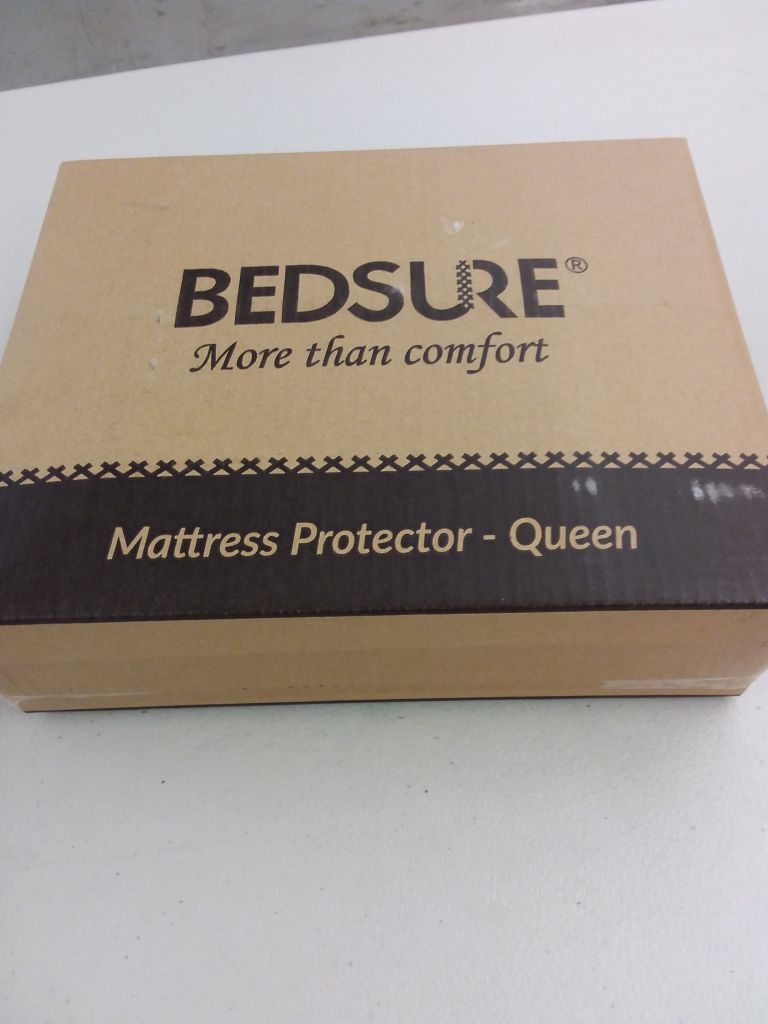 BEDSURE®
More than comfort
Mattress Protector - Queen